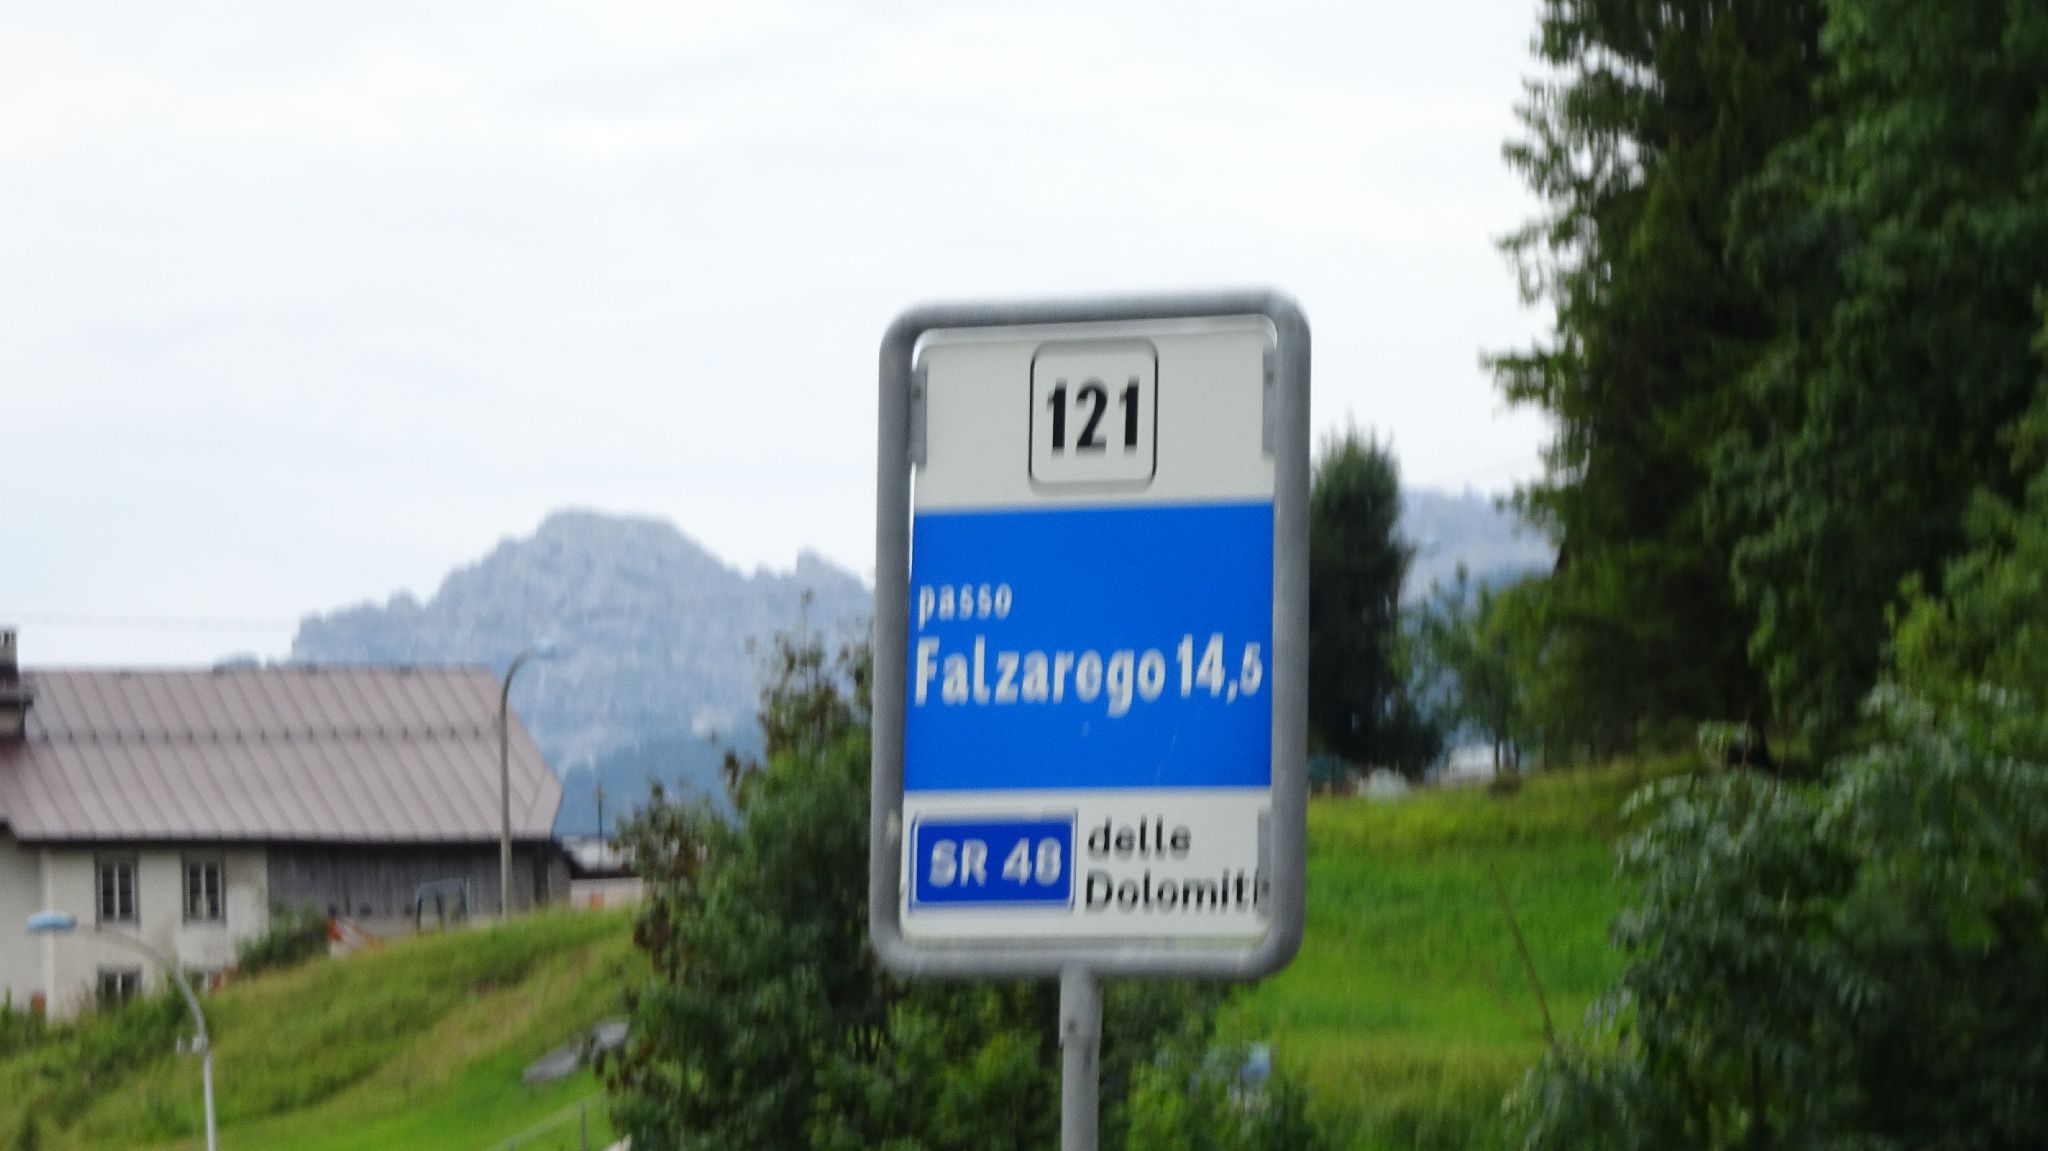 121
passo
Falzarego 14,5
SR 48 delle
Dolomiti